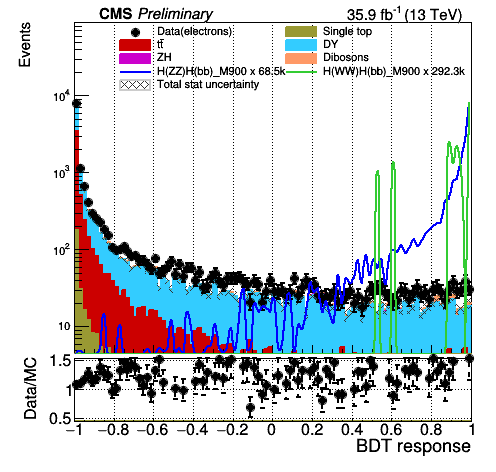 CMS Preliminary 35.9 fb⁻¹ (13 TeV)
Data(electrons) Single top
tt̄ DY
ZH Dibosons
H(ZZ)H(bb)_M900 x 68.5k H(WW)H(bb)_M900 x 292.3k
Total stat uncertainty
Events
10⁴
10³
10²
10
Data/MC
1.5
1.0
0.5
−1 −0.8 −0.6 −0.4 −0.2 0 0.2 0.4 0.6 0.8 1
BDT response